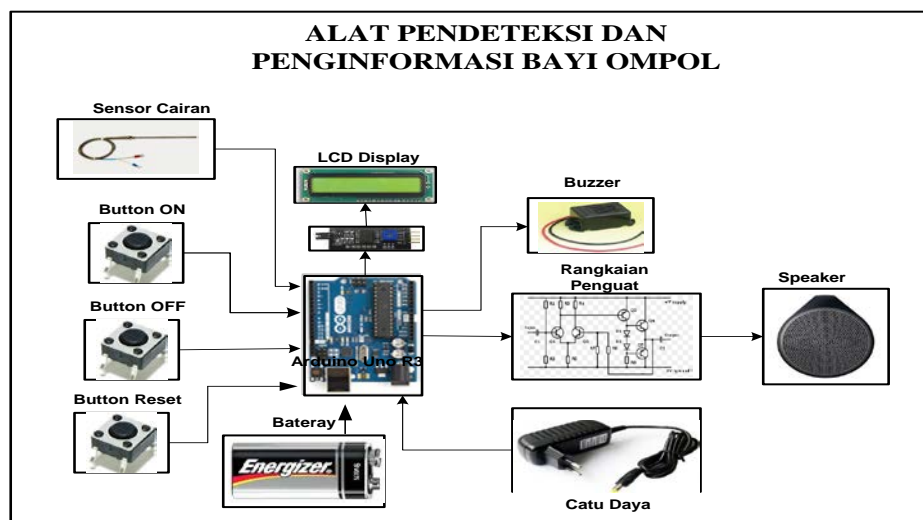 ALAT PENDETEKSI DAN
PENGINFORMASI BAYI OMPOL
Sensor Cairan
LCD Display
Button ON
Buzzer
Rangkaian
Penguat
Speaker
Button OFF
Arduino Uno R3
Button Reset
Bateray
Energizer
Catu Daya